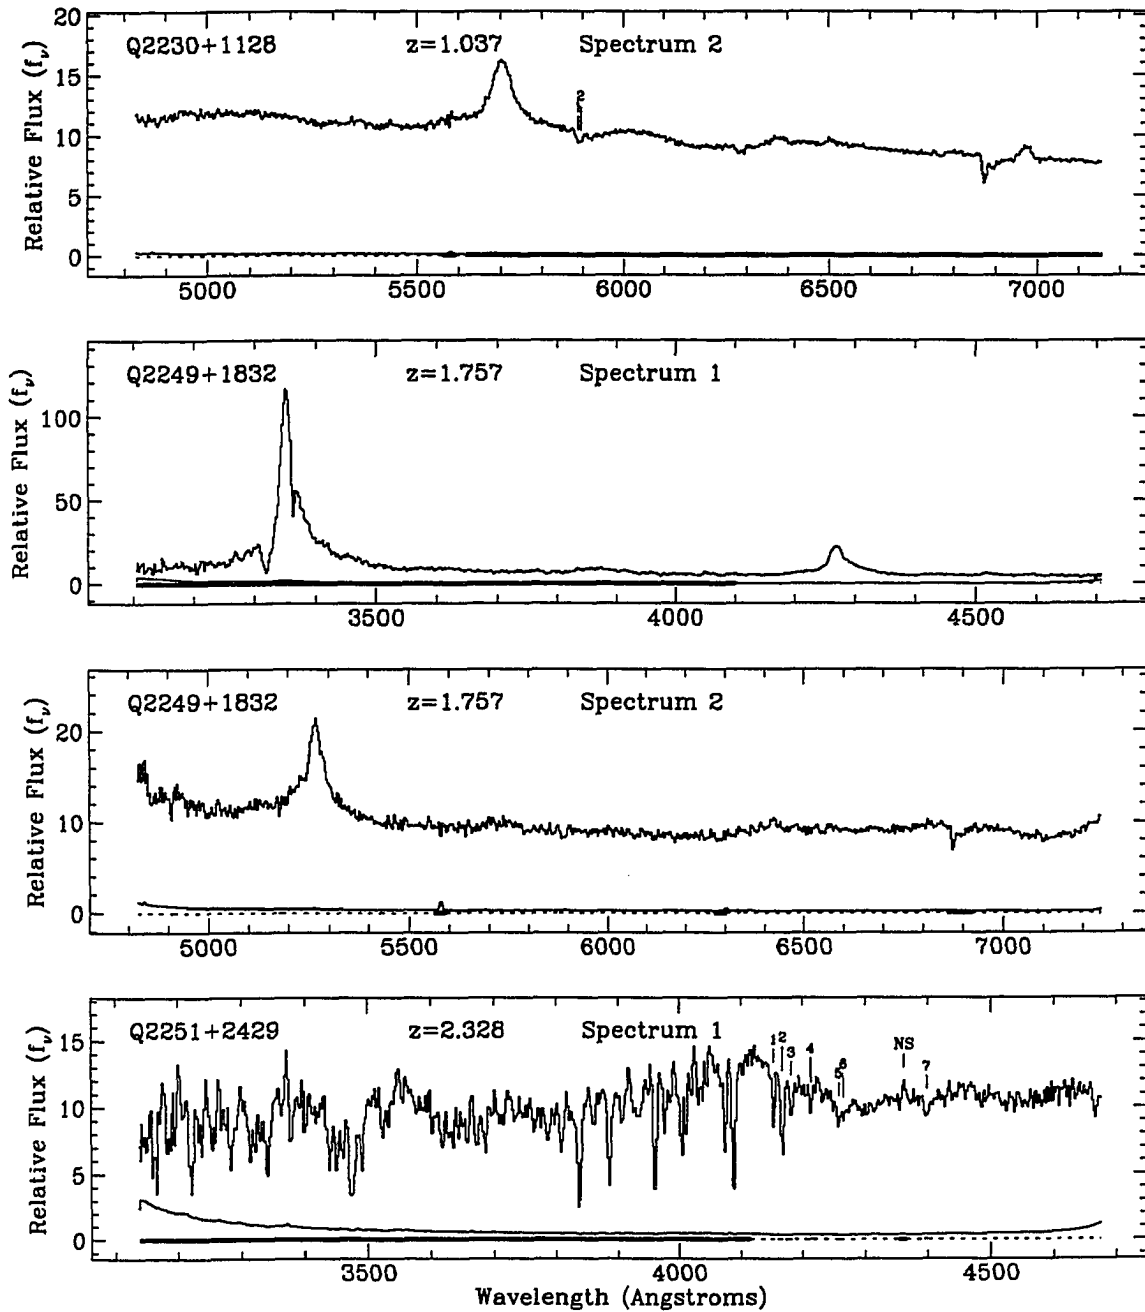 Q2230+1128 z=1.037 Spectrum 2
Relative Flux (fν)
20
15
10
5
0
2
1
5000 5500 6000 6500 7000
Q2249+1832 z=1.757 Spectrum 1
Relative Flux (fν)
100
50
0
3500 4000 4500
Q2249+1832 z=1.757 Spectrum 2
Relative Flux (fν)
20
10
0
5000 5500 6000 6500 7000
Q2251+2429 z=2.328 Spectrum 1
Relative Flux (fν)
15
10
5
0
1 2 3 4 5 6 NS 7
3500 4000 4500
Wavelength (Angstroms)